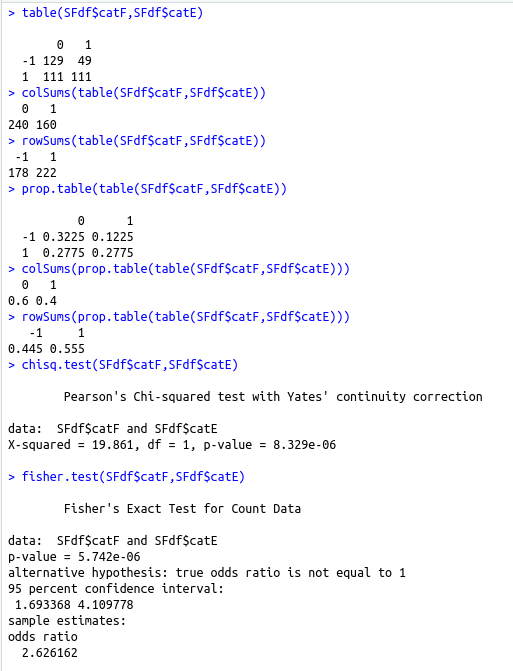 > table(SFdf$catF,SFdf$catE)
0 1
-1 129 49
1 111 111
> colSums(table(SFdf$catF,SFdf$catE))
0 1
240 160
> rowSums(table(SFdf$catF,SFdf$catE))
-1 1
178 222
> prop.table(table(SFdf$catF,SFdf$catE))
0 1
-1 0.3225 0.1225
1 0.2775 0.2775
> colSums(prop.table(table(SFdf$catF,SFdf$catE)))
0 1
0.6 0.4
> rowSums(prop.table(table(SFdf$catF,SFdf$catE)))
-1 1
0.445 0.555
> chisq.test(SFdf$catF,SFdf$catE)
Pearson's Chi-squared test with Yates' continuity correction
data: SFdf$catF and SFdf$catE
X-squared = 19.861, df = 1, p-value = 8.329e-06
> fisher.test(SFdf$catF,SFdf$catE)
Fisher's Exact Test for Count Data
data: SFdf$catF and SFdf$catE
p-value = 5.742e-06
alternative hypothesis: true odds ratio is not equal to 1
95 percent confidence interval:
1.693368 4.109778
sample estimates:
odds ratio
2.626162